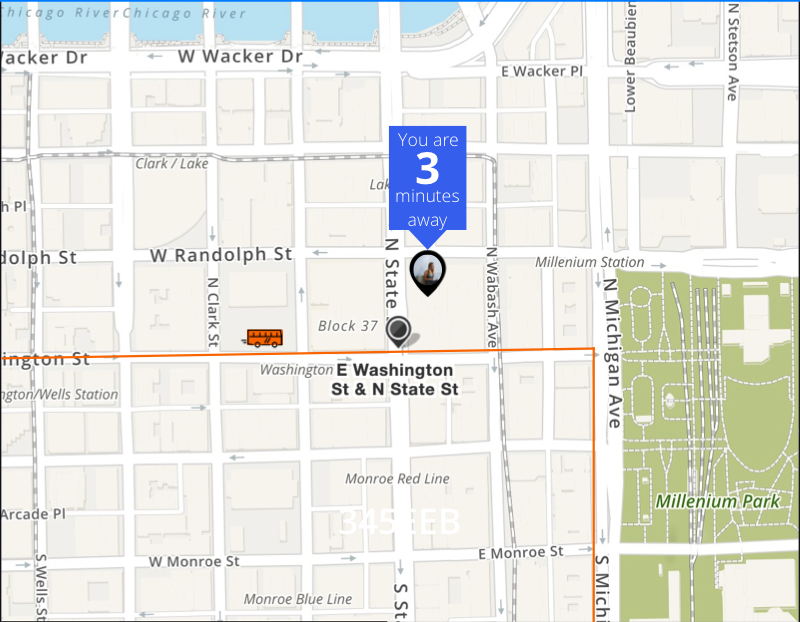 Chicago River Chicago River
Wacker Dr
W Wacker Dr
E Wacker Pl
Lower Beaubien
N Stetson Ave
You are
3
minutes
away
Clark / Lake
Lak
h Pl
dolph St
W Randolph St
N State
N Wabash Ave
Millenium Station
N Clark St
Block 37
N Michigan Ave
ington St
Washington
E Washington
St & N State St
ngton/Wells Station
Monroe Red Line
Millenium Park
Arcade Pl
W Monroe St
E Monroe St
S Wells St
Monroe Blue Line
S St
S Michi